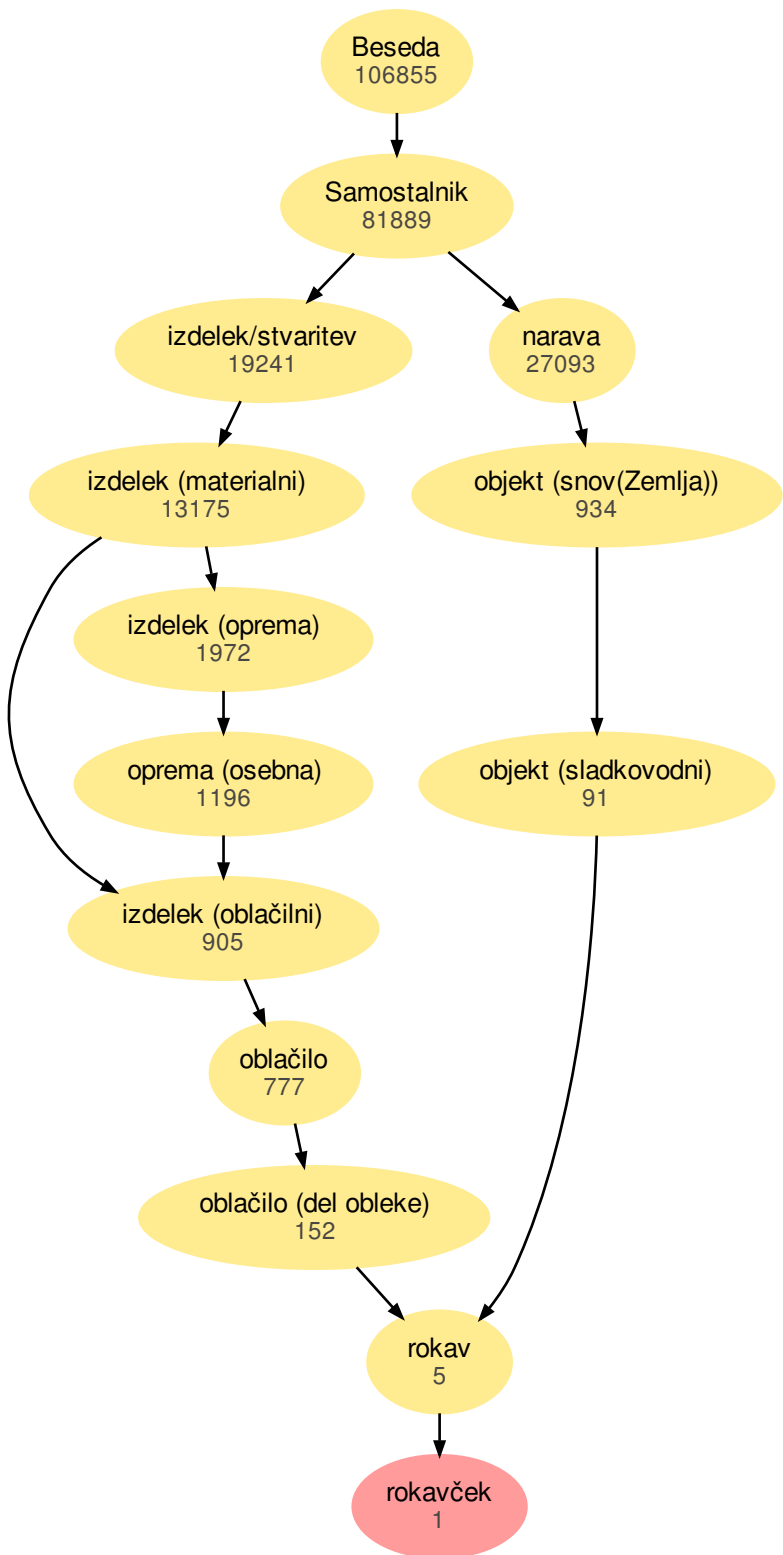 Beseda
106855
Samostalnik
81889
izdelek/stvaritev
19241
narava
27093
izdelek (materialni)
13175
objekt (snov(Zemlja))
934
izdelek (oprema)
1972
oprema (osebna)
1196
objekt (sladkovodni)
91
izdelek (oblačilni)
905
oblačilo
777
oblačilo (del obleke)
152
rokav
5
rokavček
1